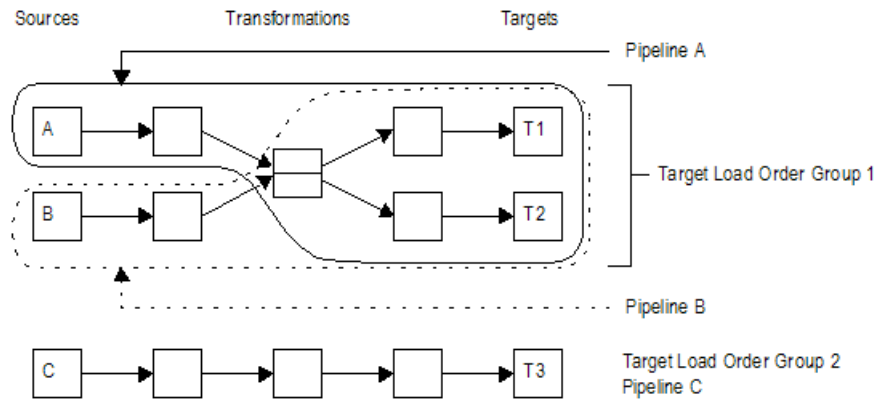 Sources Transformations Targets
Pipeline A
A T1
Target Load Order Group 1
B T2
Pipeline B
C T3 Target Load Order Group 2
Pipeline C